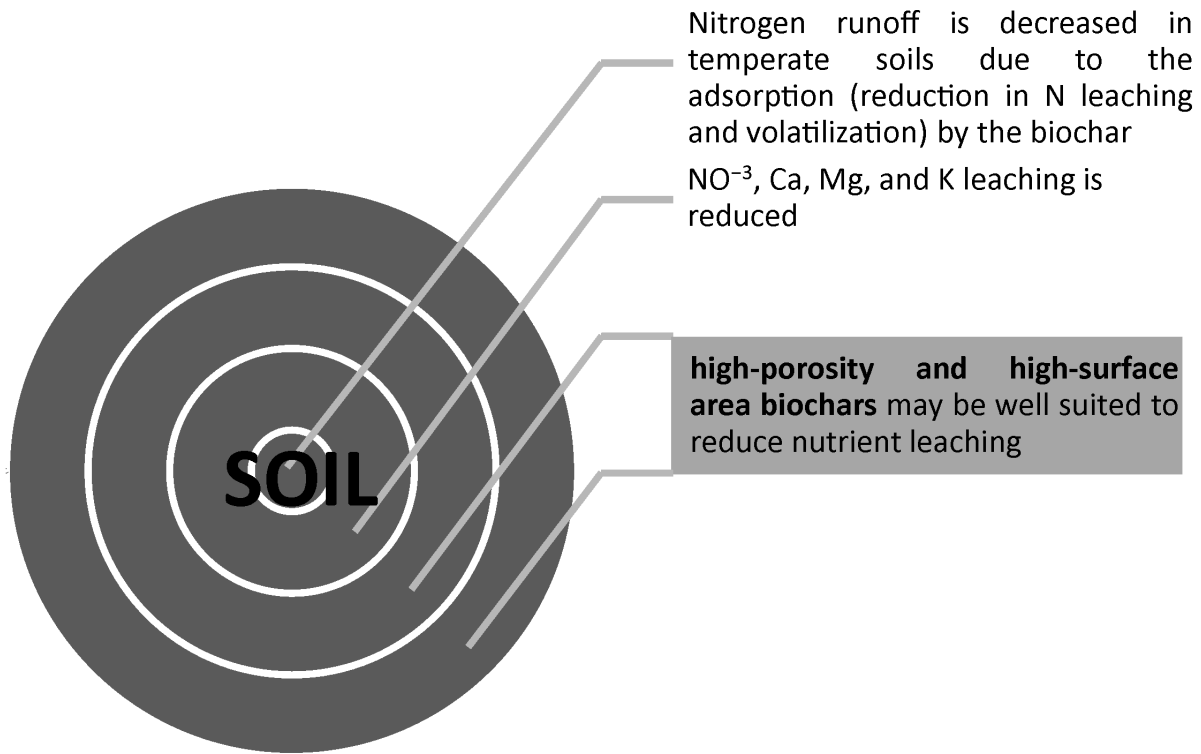 Nitrogen runoff is decreased in
temperate soils due to the
adsorption (reduction in N leaching
and volatilization) by the biochar
NO⁻³, Ca, Mg, and K leaching is
reduced
high-porosity and high-surface
area biochars may be well suited to
reduce nutrient leaching
SOIL